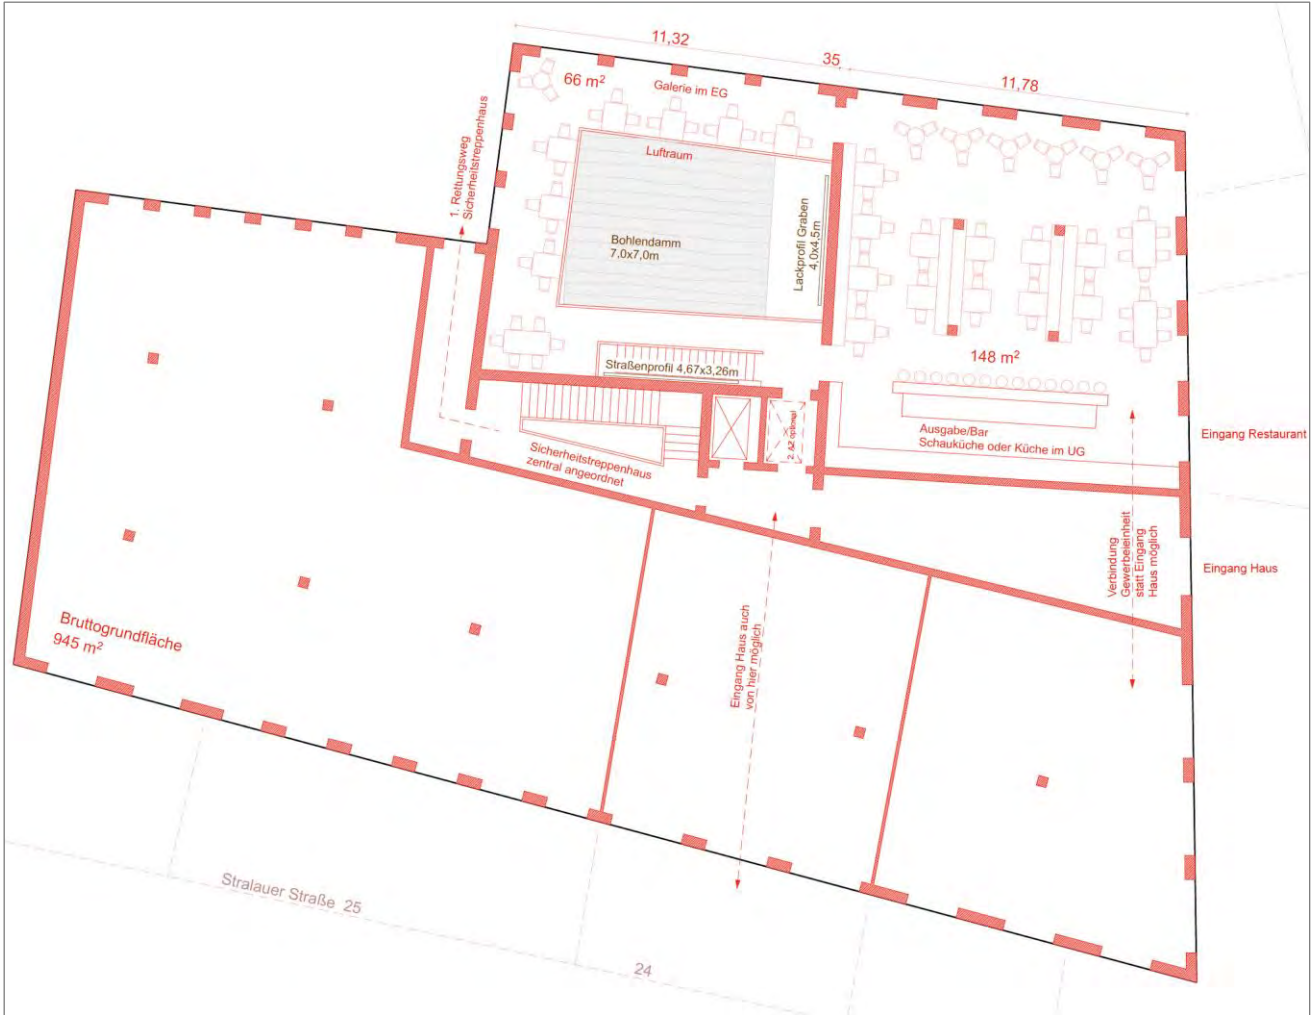 11,32
35
11,78
66 m²
Galerie im EG
Luftraum
1. Rettungsweg
Sicherheitstreppenhaus
Bohlendamm
7,0x7,0m
Lackprofil Graben
4,0x4,5m
148 m²
Straßenprofil 4,67x3,26m
Ausgabe/Bar
Schauküche oder Küche im UG
Eingang Restaurant
Sicherheitstreppenhaus
zentral angeordnet
Verbindung
Gewerbeeinheit
statt Eingang
Haus möglich
Eingang Haus
Eingang Haus auch
von hier möglich
Bruttogrundfläche
945 m²
Stralauer Straße 25
24